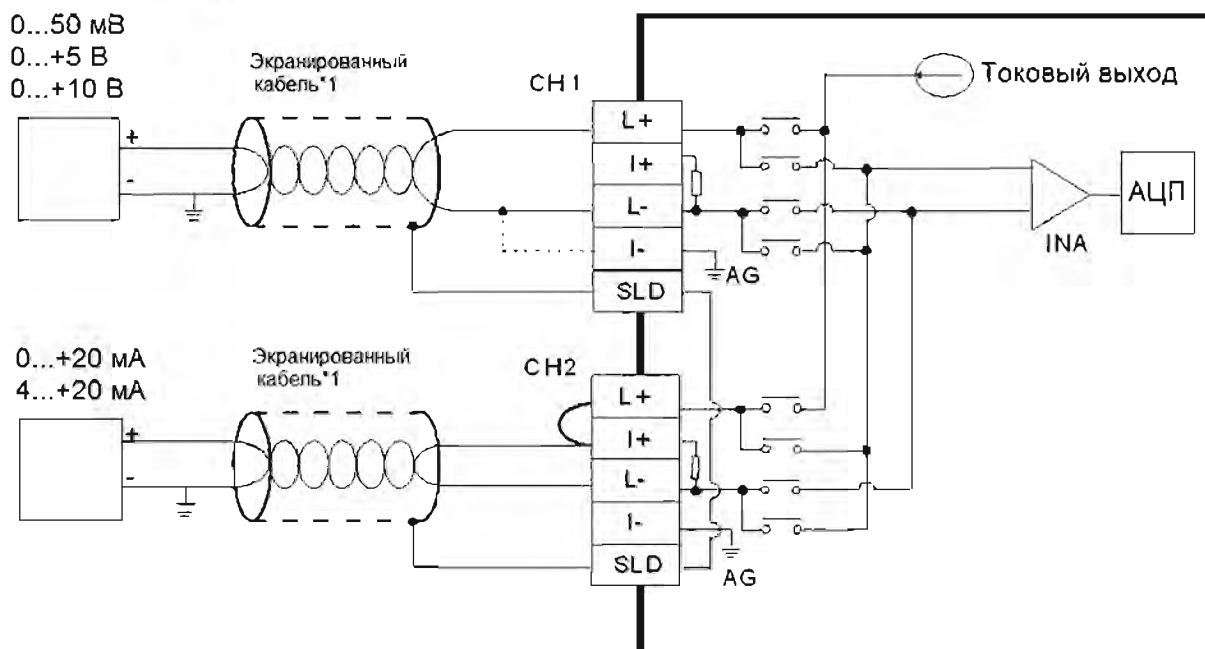 0...50 мВ
0...+5 В
0...+10 В
Экранированный
кабель*1
CH1
Токовый выход
L+
I+
L-
I-
SLD
+
-
AG
INA
АЦП
0...+20 мА
4...+20 мА
Экранированный
кабель*1
CH2
L+
I+
L-
I-
SLD
+
-
AG